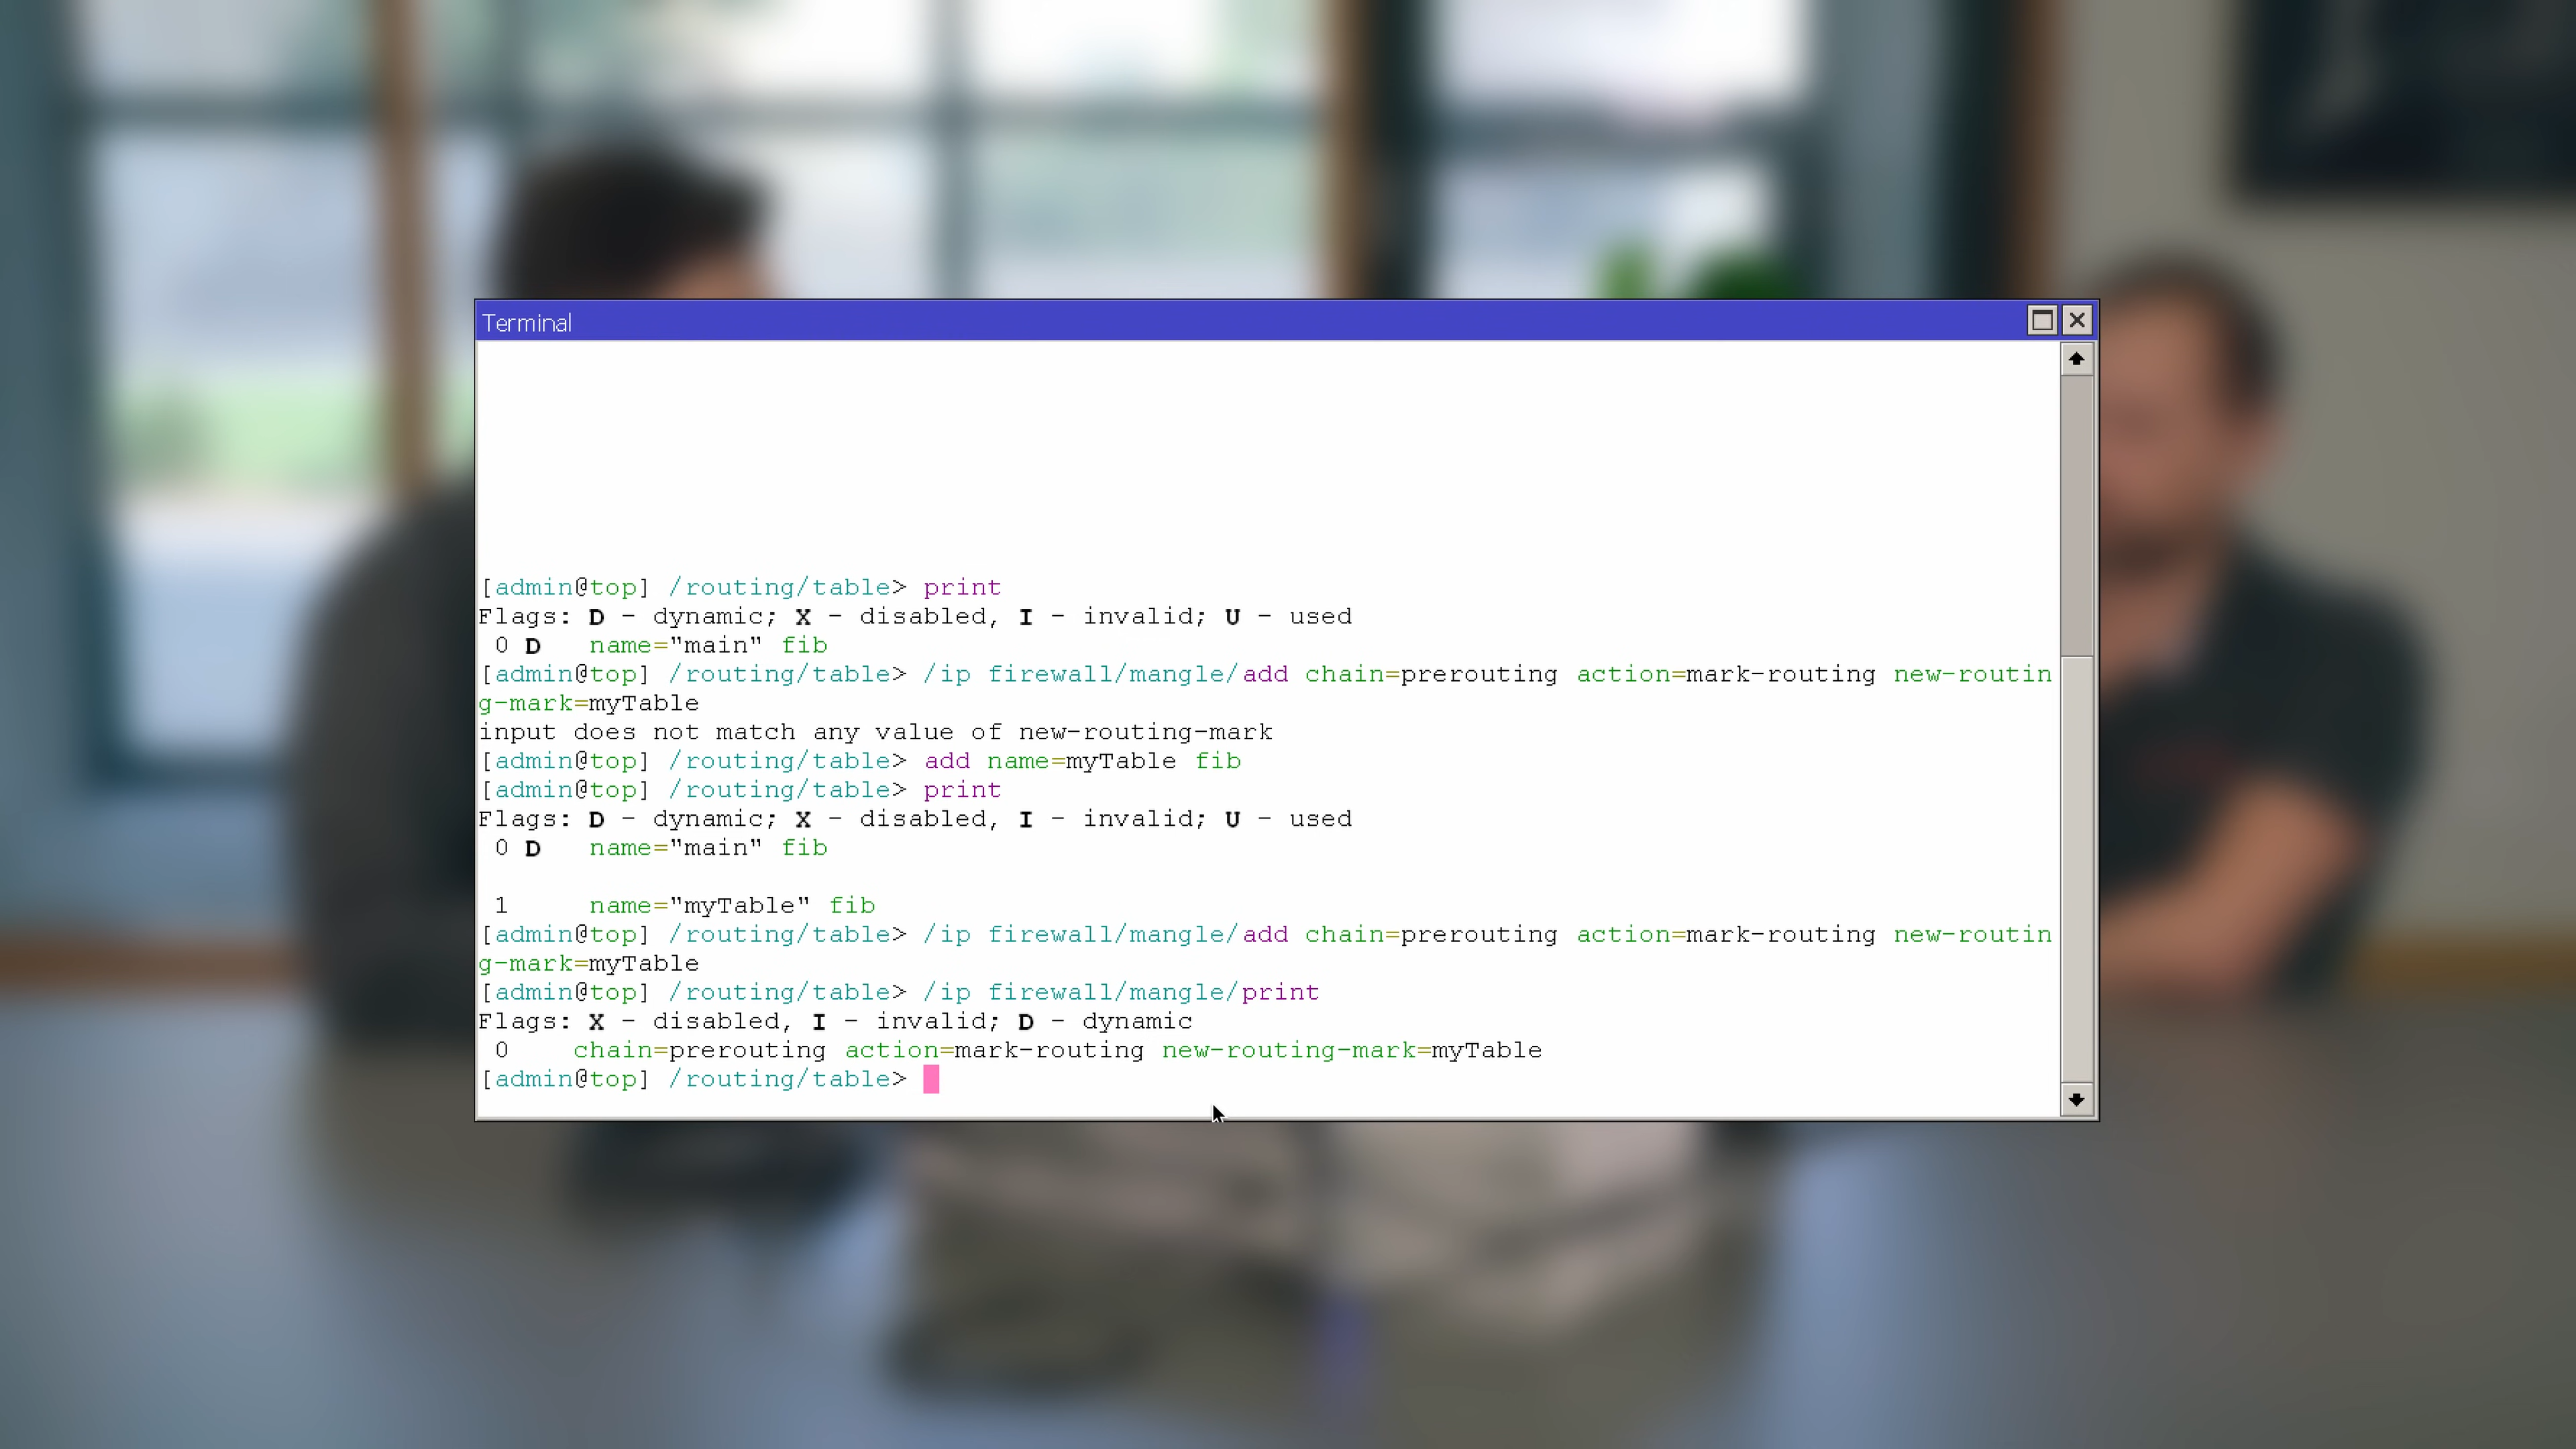 Terminal
[admin@top] /routing/table> print
Flags: D - dynamic; X - disabled, I - invalid; U - used
 0 D   name="main" fib
[admin@top] /routing/table> /ip firewall/mangle/add chain=prerouting action=mark-routing new-routin
g-mark=myTable
input does not match any value of new-routing-mark
[admin@top] /routing/table> add name=myTable fib
[admin@top] /routing/table> print
Flags: D - dynamic; X - disabled, I - invalid; U - used
 0 D   name="main" fib
 1     name="myTable" fib
[admin@top] /routing/table> /ip firewall/mangle/add chain=prerouting action=mark-routing new-routin
g-mark=myTable
[admin@top] /routing/table> /ip firewall/mangle/print
Flags: X - disabled, I - invalid; D - dynamic
 0    chain=prerouting action=mark-routing new-routing-mark=myTable
[admin@top] /routing/table>